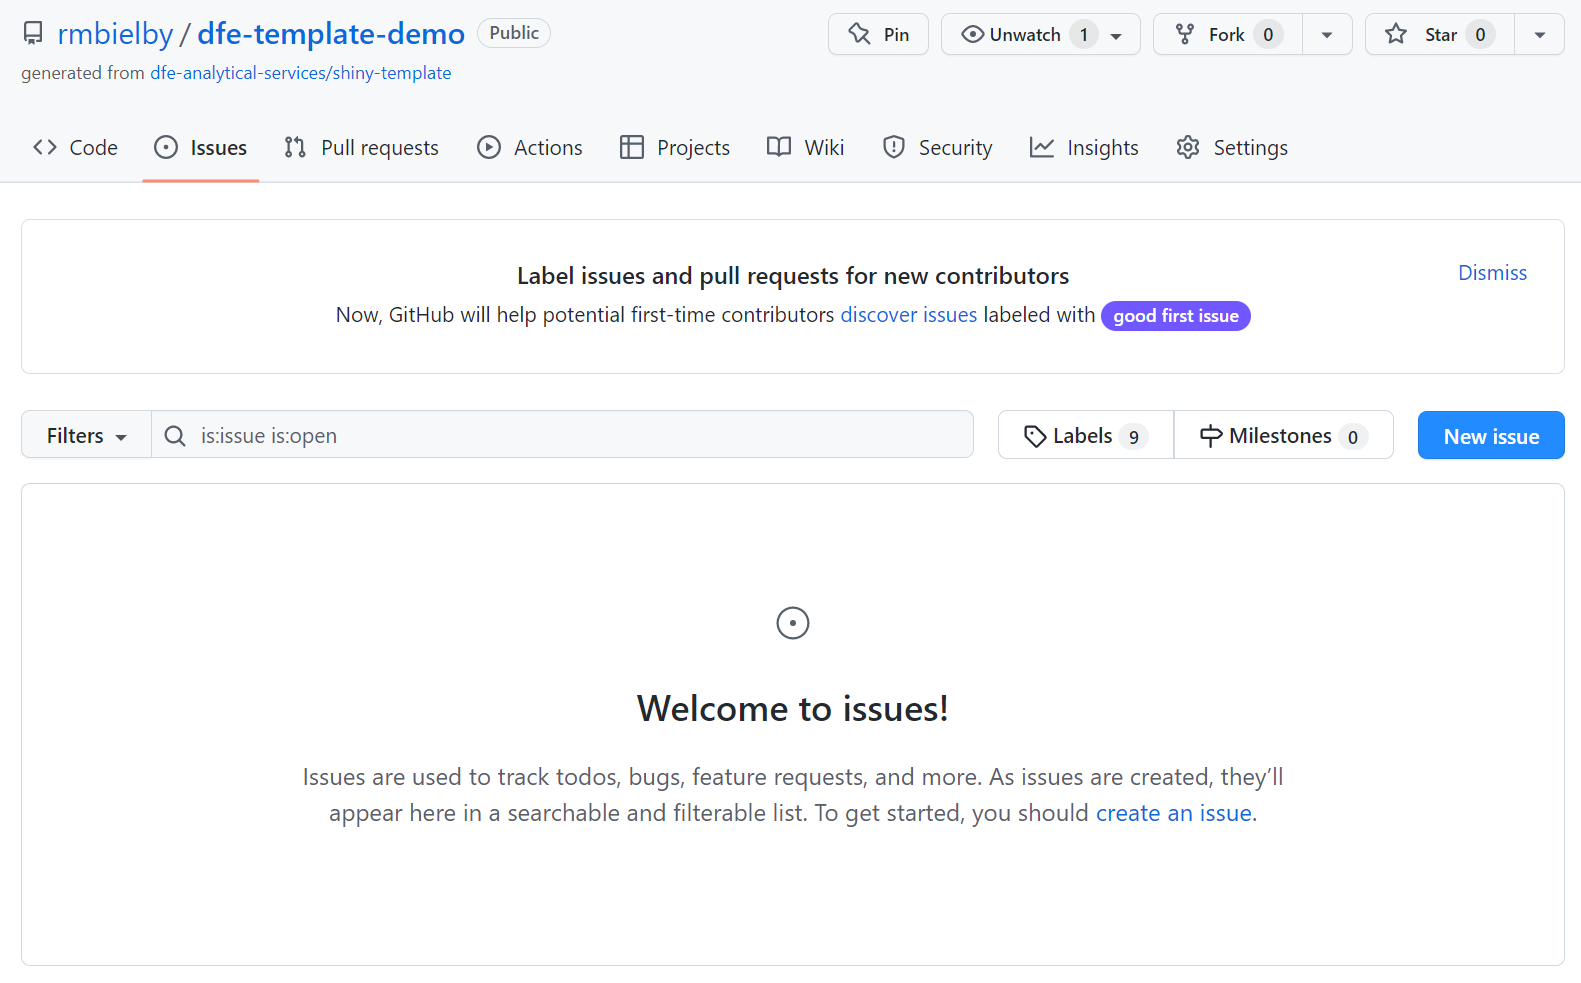 rmbielby / dfe-template-demo Public Pin Unwatch 1 Fork 0 Star 0
generated from dfe-analytical-services/shiny-template
Code Issues Pull requests Actions Projects Wiki Security Insights Settings
Label issues and pull requests for new contributors
Dismiss
Now, GitHub will help potential first-time contributors discover issues labeled with good first issue
Filters is:issue is:open Labels 9 Milestones 0 New issue
Welcome to issues!
Issues are used to track todos, bugs, feature requests, and more. As issues are created, they’ll
appear here in a searchable and filterable list. To get started, you should create an issue.